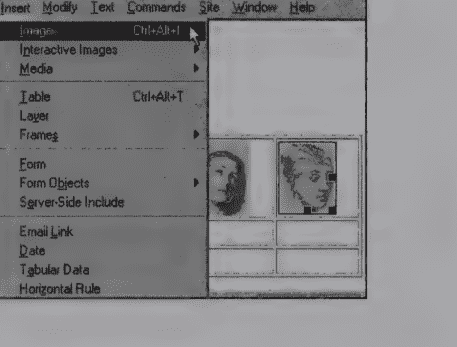 Insert Modify Text Commands Site Window Help
Image Ctrl+Alt+I
Interactive Images
Media
Table Ctrl+Alt+T
Layer
Frames
Form
Form Objects
Server-Side Include
Email Link
Date
Tabular Data
Horizontal Rule